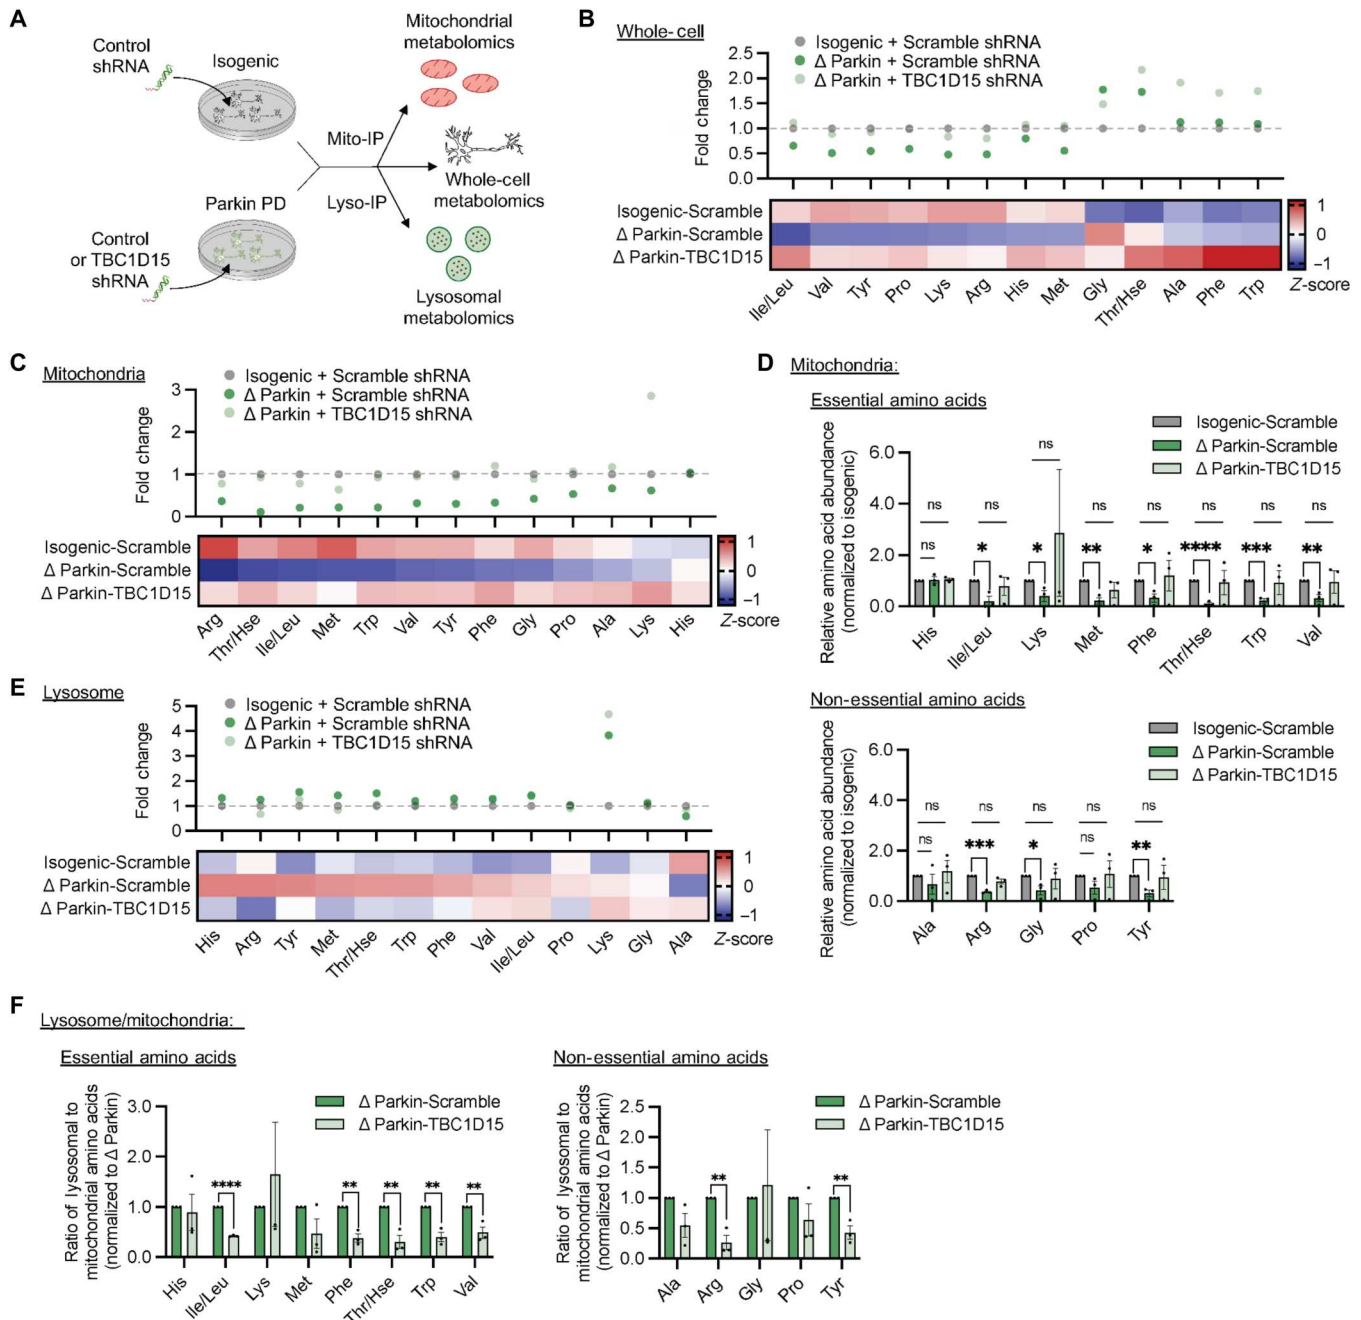 A
Control
shRNA
Isogenic
Mitochondrial
metabolomics
Mito-IP
Whole-cell
metabolomics
Parkin PD
Lyso-IP
Control
or TBC1D15
shRNA
Lysosomal
metabolomics
B
Whole- cell
Isogenic + Scramble shRNA
Δ Parkin + Scramble shRNA
Δ Parkin + TBC1D15 shRNA
Fold change
2.5
2.0
1.5
1.0
0.5
0.0
Isogenic-Scramble
Δ Parkin-Scramble
Δ Parkin-TBC1D15
1
0
−1
Z-score
Ile/Leu Val Tyr Pro Lys Arg His Met Gly Thr/Hse Ala Phe Trp
C
Mitochondria
Isogenic + Scramble shRNA
Δ Parkin + Scramble shRNA
Δ Parkin + TBC1D15 shRNA
Fold change
3
2
1
0
Isogenic-Scramble
Δ Parkin-Scramble
Δ Parkin-TBC1D15
1
0
−1
Z-score
Arg Thr/Hse Ile/Leu Met Trp Val Tyr Phe Gly Pro Ala Lys His
D
Mitochondria:
Essential amino acids
Isogenic-Scramble
Δ Parkin-Scramble
Δ Parkin-TBC1D15
Relative amino acid abundance
(normalized to isogenic)
6.0
4.0
2.0
0.0
ns ns ns ns ns ns ns ns
ns * * ** * **** *** **
His Ile/Leu Lys Met Phe Thr/Hse Trp Val
Non-essential amino acids
Isogenic-Scramble
Δ Parkin-Scramble
Δ Parkin-TBC1D15
Relative amino acid abundance
(normalized to isogenic)
6.0
4.0
2.0
0.0
ns ns ns ns ns
ns *** * ns **
Ala Arg Gly Pro Tyr
E
Lysosome
Isogenic + Scramble shRNA
Δ Parkin + Scramble shRNA
Δ Parkin + TBC1D15 shRNA
Fold change
5
4
3
2
1
0
Isogenic-Scramble
Δ Parkin-Scramble
Δ Parkin-TBC1D15
1
0
−1
Z-score
His Arg Tyr Met Thr/Hse Trp Phe Val Ile/Leu Pro Lys Gly Ala
F
Lysosome/mitochondria:
Essential amino acids
Δ Parkin-Scramble
Δ Parkin-TBC1D15
Ratio of lysosomal to
mitochondrial amino acids
(normalized to Δ Parkin)
3.0
2.0
1.0
0.0
**** ** ** ** **
His Ile/Leu Lys Met Phe Thr/Hse Trp Val
Non-essential amino acids
Δ Parkin-Scramble
Δ Parkin-TBC1D15
Ratio of lysosomal to
mitochondrial amino acids
(normalized to Δ Parkin)
2.5
2.0
1.5
1.0
0.5
0.0
** **
Ala Arg Gly Pro Tyr